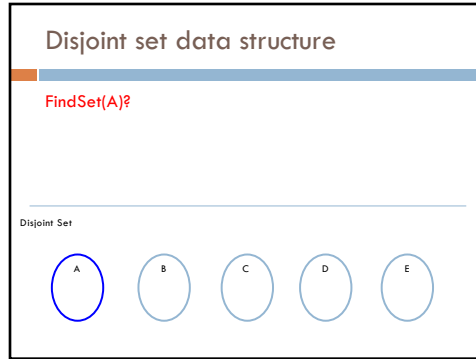 Disjoint set data structure
FindSet(A)?
Disjoint Set
A B C D E